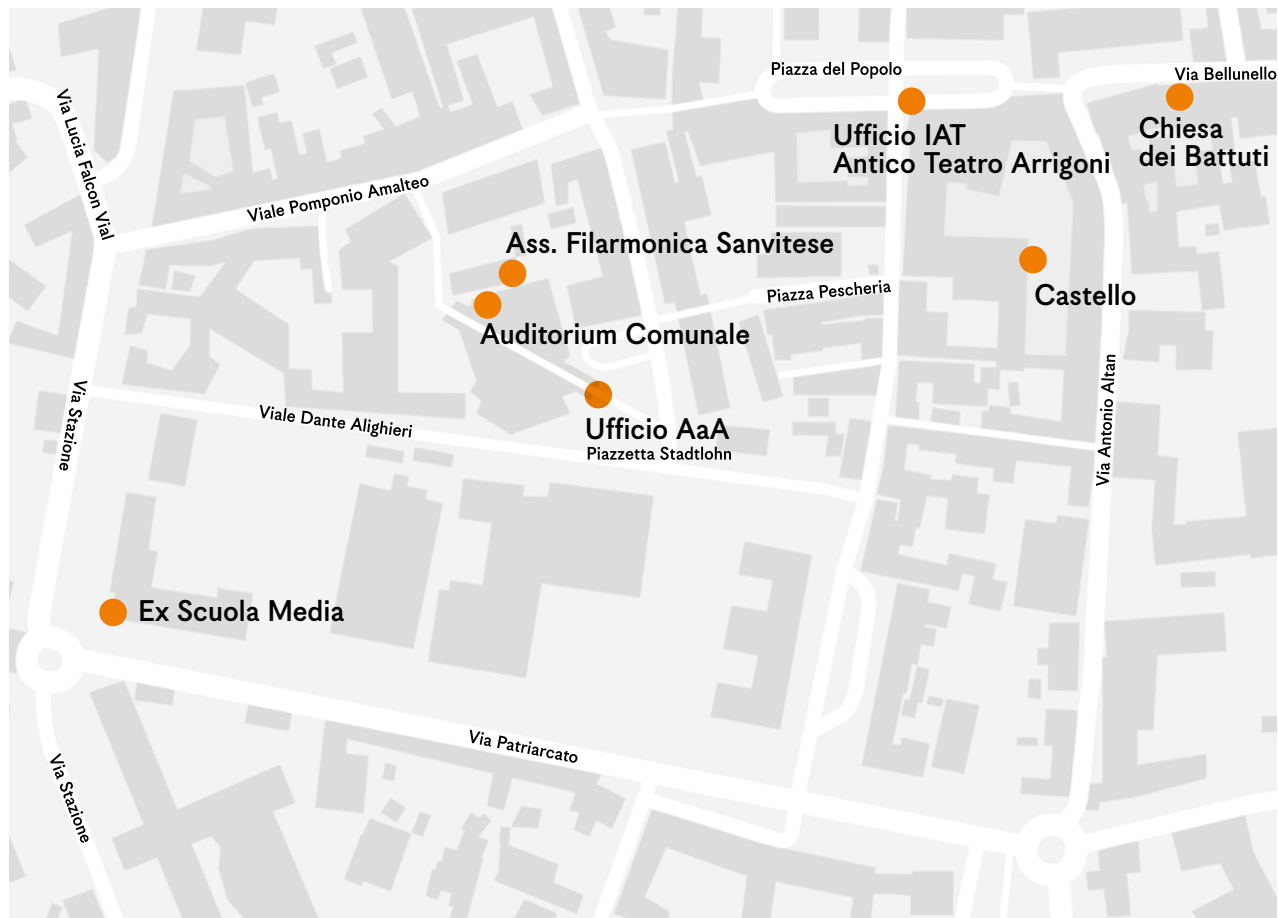 Piazza del Popolo
Via Bellunello
Via Lucia Falcon Vial
Ufficio IAT
Antico Teatro Arrigoni
Chiesa
dei Battuti
Viale Pomponio Amalteo
Ass. Filarmonica Sanvitese
Piazza Pescheria
Castello
Auditorium Comunale
Via Stazione
Viale Dante Alighieri
Via Antonio Altan
Ufficio AaA
Piazzetta Stadtlohn
Ex Scuola Media
Via Patriarcato
Via Stazione